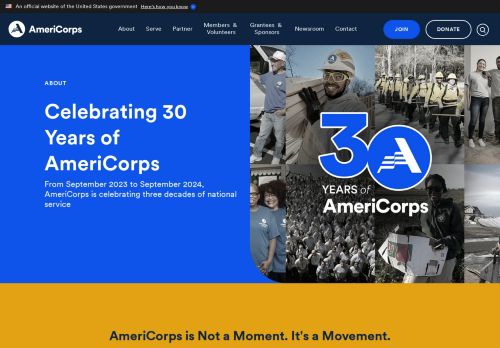 An official website of the United States government Here's how you know
AmeriCorps
About Serve Partner Members & Volunteers Grantees & Sponsors Newsroom Contact JOIN DONATE
ABOUT
Celebrating 30
Years of
AmeriCorps
From September 2023 to September 2024,
AmeriCorps is celebrating three decades of national
service
30
YEARS of
AmeriCorps
AmeriCorps is Not a Moment. It's a Movement.